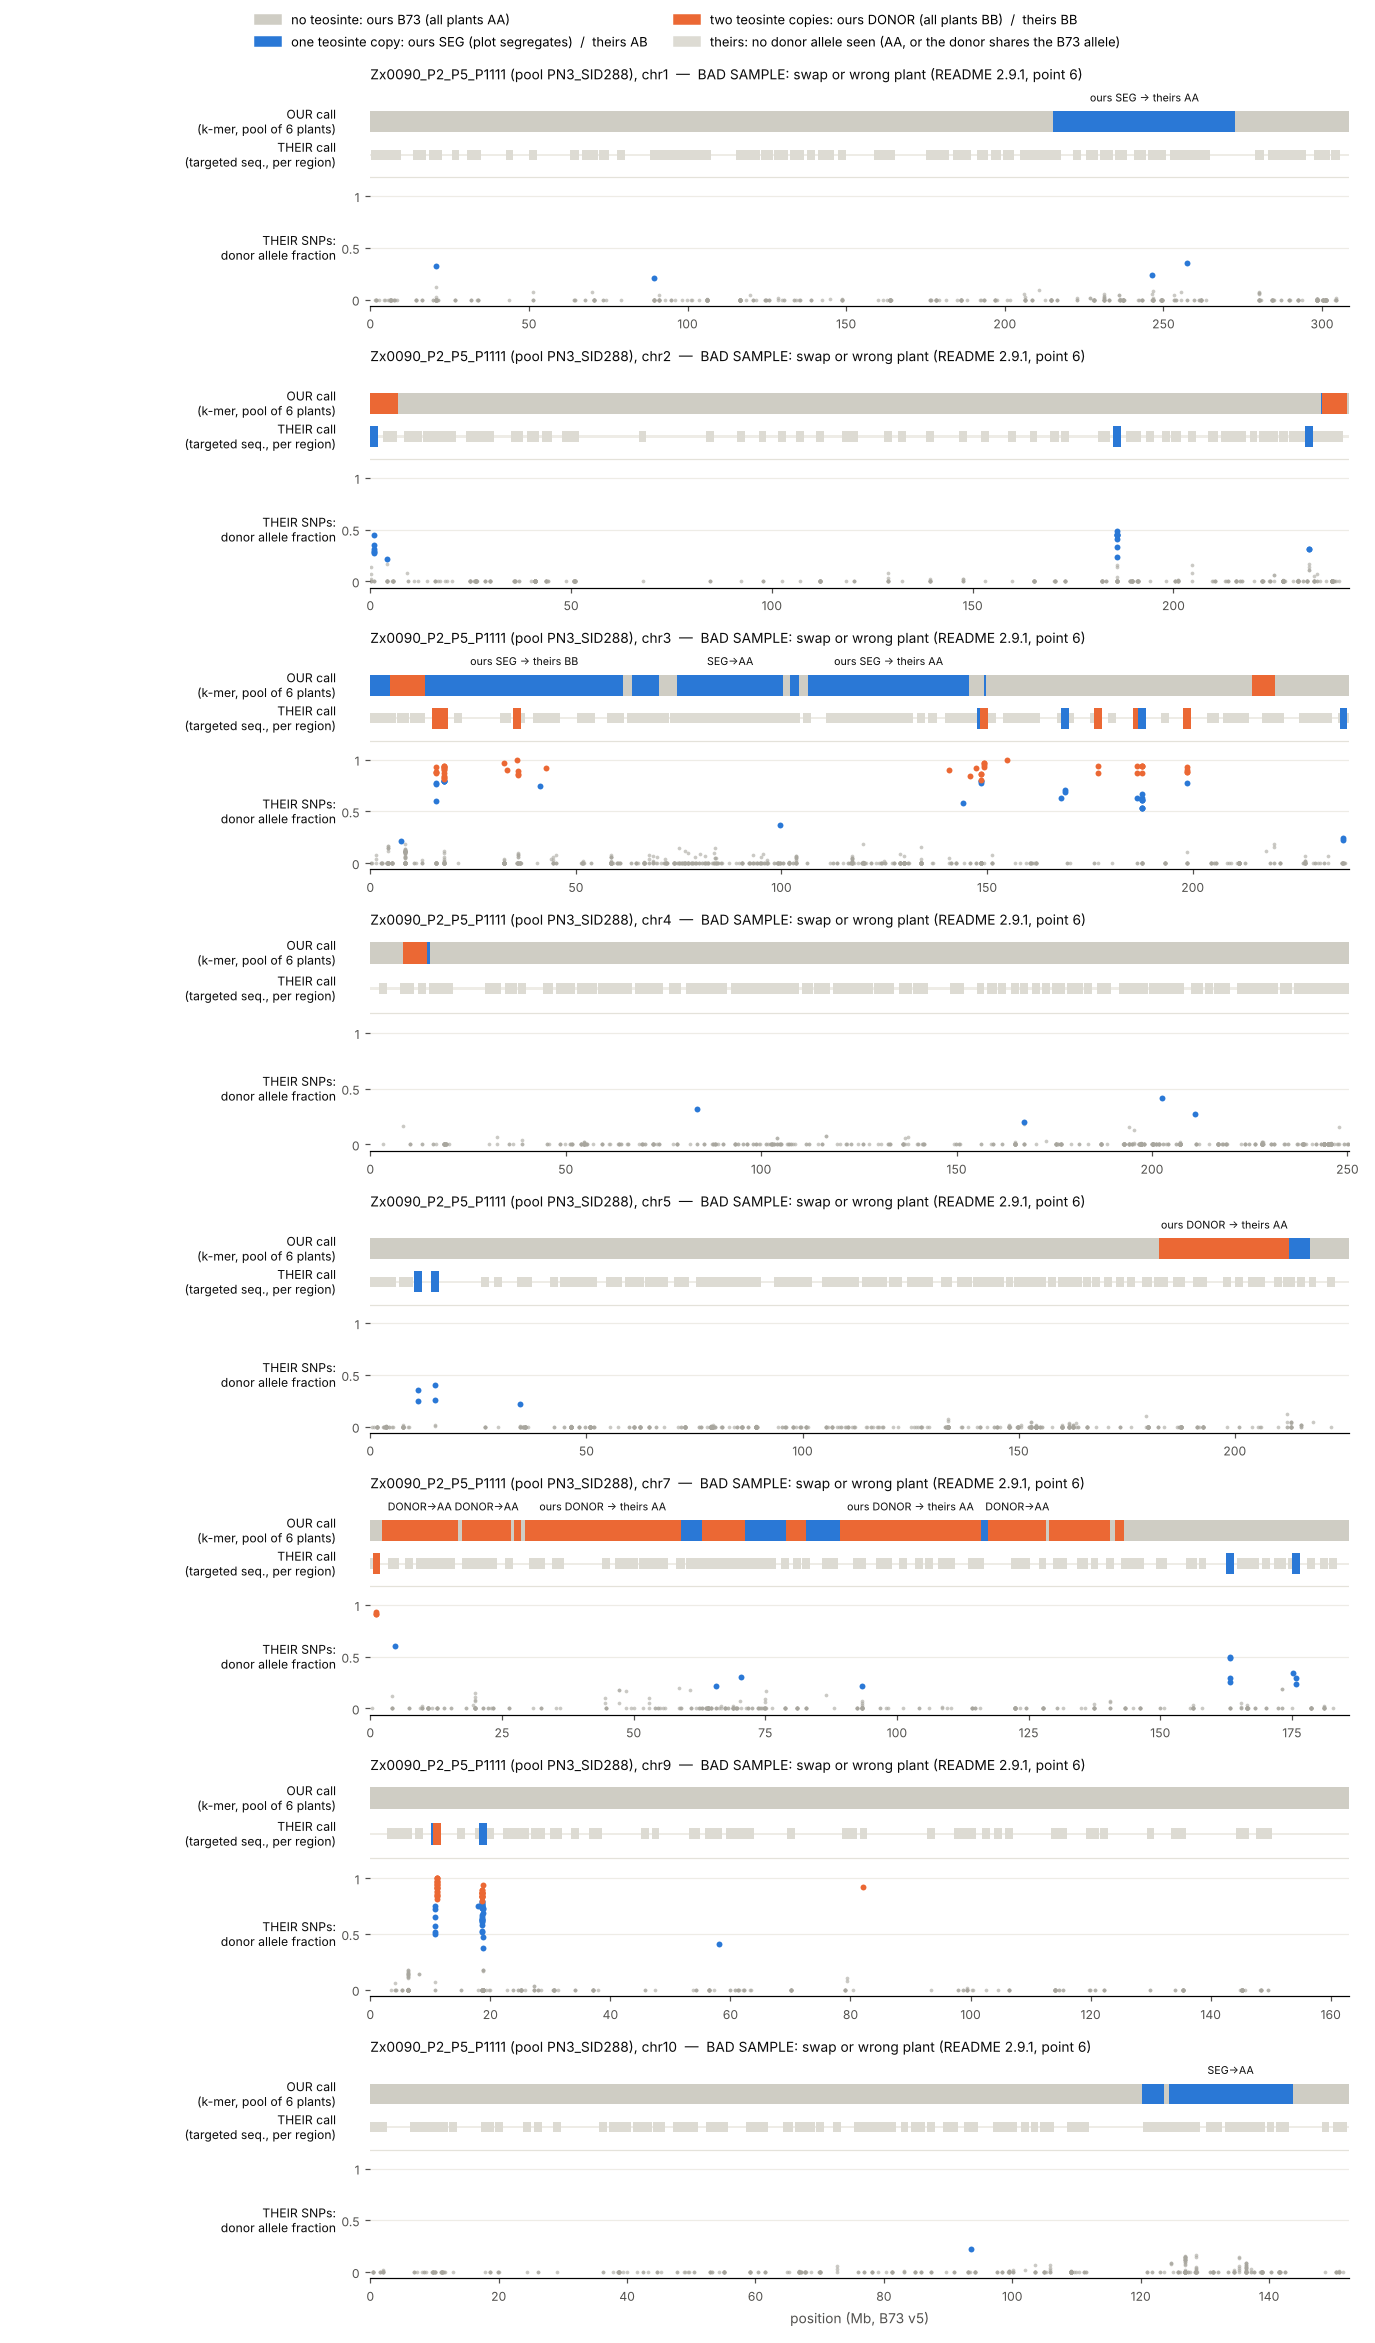 no teosinte: ours B73 (all plants AA)
two teosinte copies: ours DONOR (all plants BB)  /  theirs BB
one teosinte copy: ours SEG (plot segregates)  /  theirs AB
theirs: no donor allele seen (AA, or the donor shares the B73 allele)
Zx0090_P2_P5_P1111 (pool PN3_SID288), chr1  —  BAD SAMPLE: swap or wrong plant (README 2.9.1, point 6)
ours SEG → theirs AA
OUR call
(k-mer, pool of 6 plants)
THEIR call
(targeted seq., per region)
1
THEIR SNPs:
donor allele fraction
0.5
0
0 50 100 150 200 250 300
Zx0090_P2_P5_P1111 (pool PN3_SID288), chr2  —  BAD SAMPLE: swap or wrong plant (README 2.9.1, point 6)
OUR call
(k-mer, pool of 6 plants)
THEIR call
(targeted seq., per region)
1
THEIR SNPs:
donor allele fraction
0.5
0
0 50 100 150 200
Zx0090_P2_P5_P1111 (pool PN3_SID288), chr3  —  BAD SAMPLE: swap or wrong plant (README 2.9.1, point 6)
ours SEG → theirs BB SEG→AA ours SEG → theirs AA
OUR call
(k-mer, pool of 6 plants)
THEIR call
(targeted seq., per region)
1
THEIR SNPs:
donor allele fraction
0.5
0
0 50 100 150 200
Zx0090_P2_P5_P1111 (pool PN3_SID288), chr4  —  BAD SAMPLE: swap or wrong plant (README 2.9.1, point 6)
OUR call
(k-mer, pool of 6 plants)
THEIR call
(targeted seq., per region)
1
THEIR SNPs:
donor allele fraction
0.5
0
0 50 100 150 200 250
Zx0090_P2_P5_P1111 (pool PN3_SID288), chr5  —  BAD SAMPLE: swap or wrong plant (README 2.9.1, point 6)
ours DONOR → theirs AA
OUR call
(k-mer, pool of 6 plants)
THEIR call
(targeted seq., per region)
1
THEIR SNPs:
donor allele fraction
0.5
0
0 50 100 150 200
Zx0090_P2_P5_P1111 (pool PN3_SID288), chr7  —  BAD SAMPLE: swap or wrong plant (README 2.9.1, point 6)
DONOR→AA DONOR→AA ours DONOR → theirs AA ours DONOR → theirs AA DONOR→AA
OUR call
(k-mer, pool of 6 plants)
THEIR call
(targeted seq., per region)
1
THEIR SNPs:
donor allele fraction
0.5
0
0 25 50 75 100 125 150 175
Zx0090_P2_P5_P1111 (pool PN3_SID288), chr9  —  BAD SAMPLE: swap or wrong plant (README 2.9.1, point 6)
OUR call
(k-mer, pool of 6 plants)
THEIR call
(targeted seq., per region)
1
THEIR SNPs:
donor allele fraction
0.5
0
0 20 40 60 80 100 120 140 160
Zx0090_P2_P5_P1111 (pool PN3_SID288), chr10  —  BAD SAMPLE: swap or wrong plant (README 2.9.1, point 6)
SEG→AA
OUR call
(k-mer, pool of 6 plants)
THEIR call
(targeted seq., per region)
1
THEIR SNPs:
donor allele fraction
0.5
0
0 20 40 60 80 100 120 140
position (Mb, B73 v5)